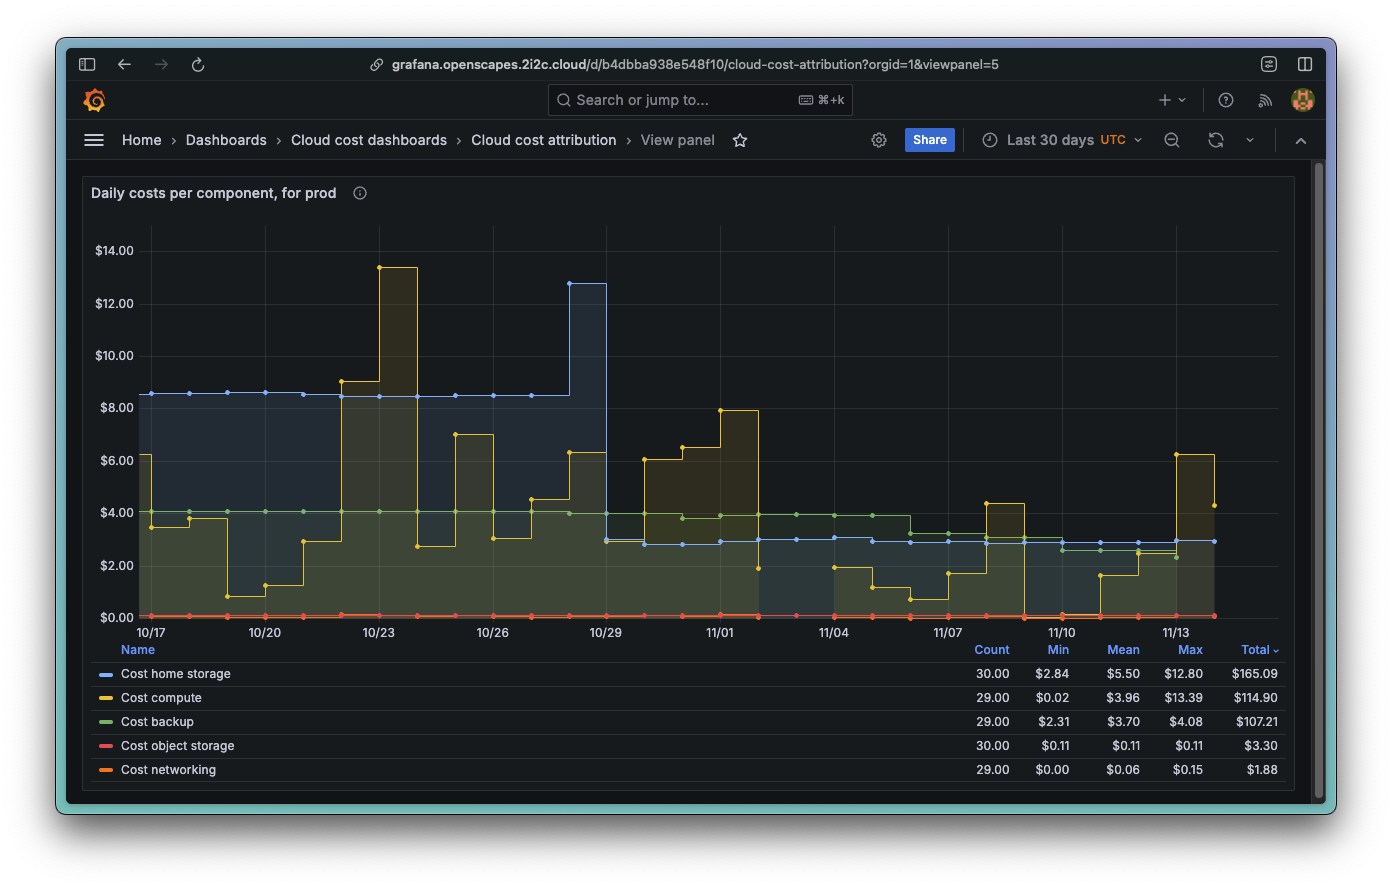 grafana.openscapes.2i2c.cloud/d/b4dbba938e548f10/cloud-cost-attribution?orgid=1&viewpanel=5
Search or jump to... ⌘+k
Home › Dashboards › Cloud cost dashboards › Cloud cost attribution › View panel Share Last 30 days UTC
Daily costs per component, for prod
$14.00
$12.00
$10.00
$8.00
$6.00
$4.00
$2.00
$0.00
10/17 10/20 10/23 10/26 10/29 11/01 11/04 11/07 11/10 11/13
Name Count Min Mean Max Total
Cost home storage 30.00 $2.84 $5.50 $12.80 $165.09
Cost compute 29.00 $0.02 $3.96 $13.39 $114.90
Cost backup 29.00 $2.31 $3.70 $4.08 $107.21
Cost object storage 30.00 $0.11 $0.11 $0.11 $3.30
Cost networking 29.00 $0.00 $0.06 $0.15 $1.88